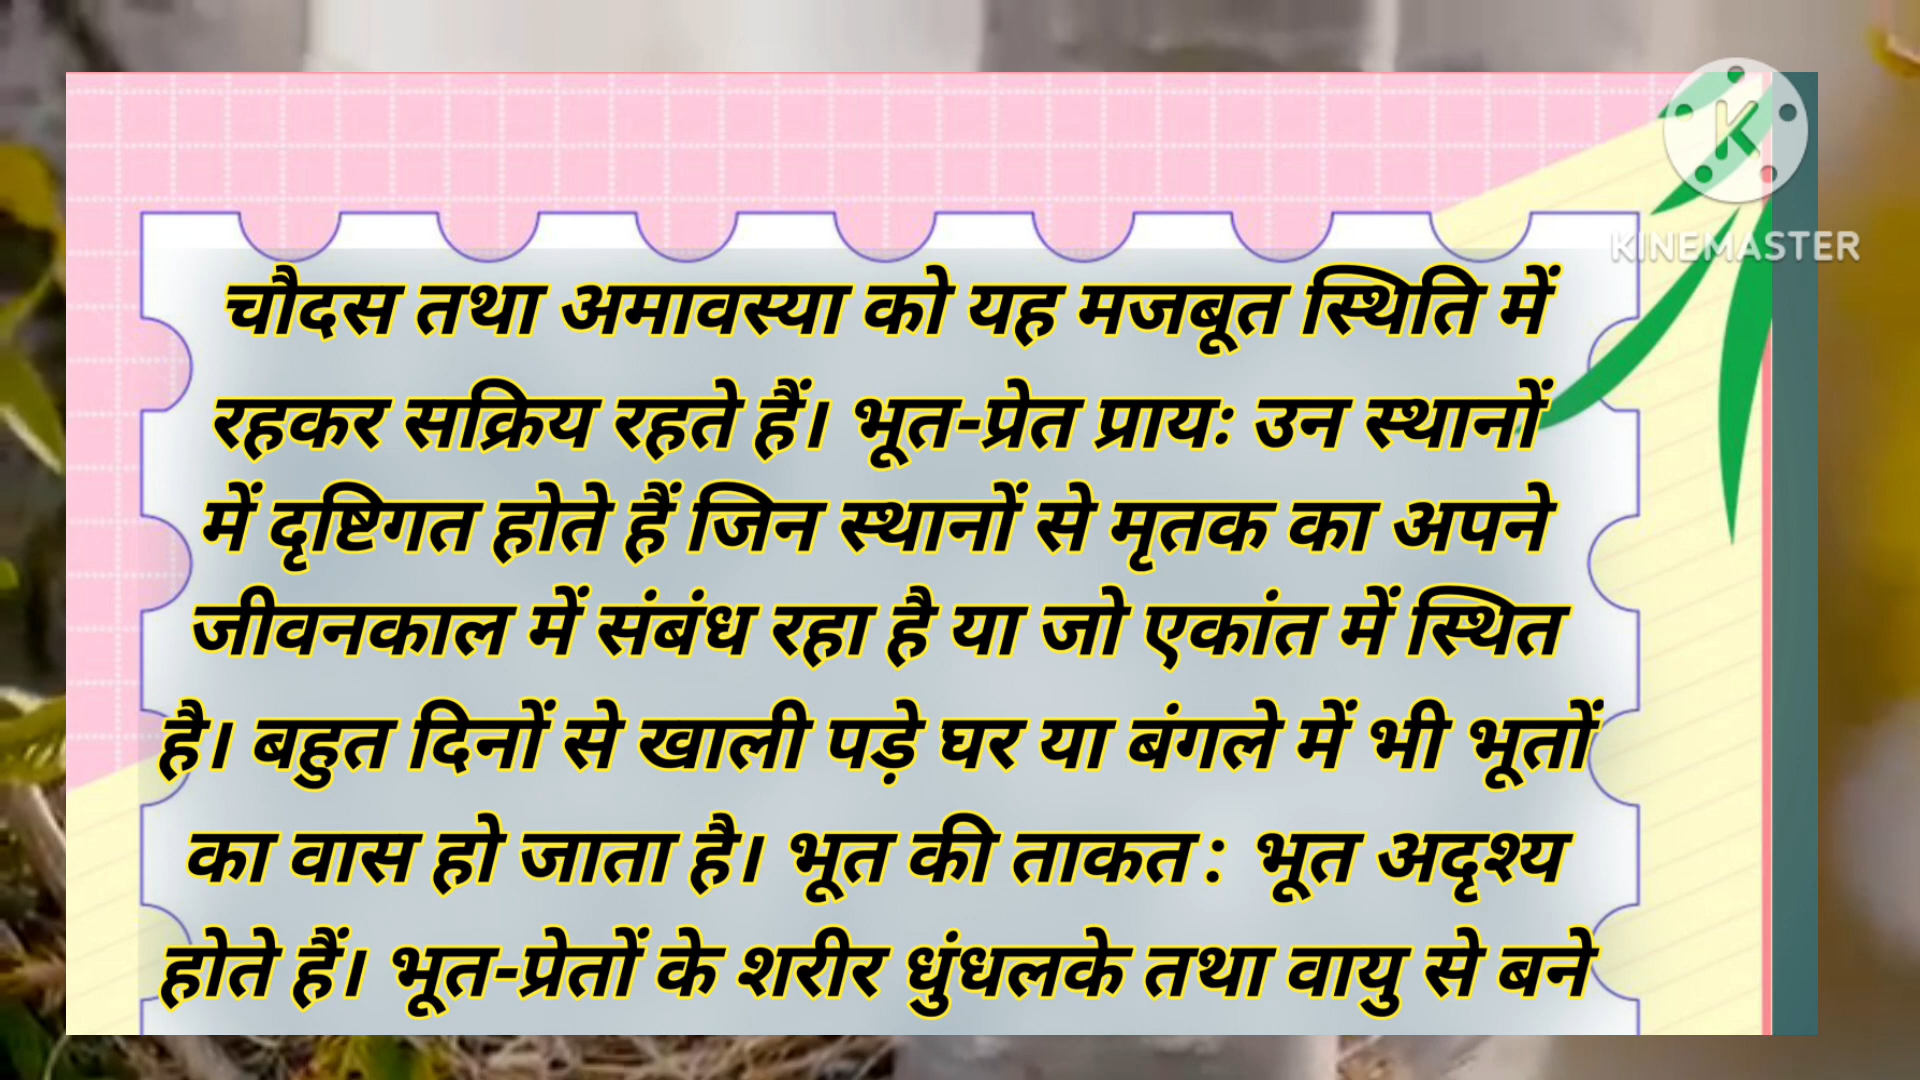 चौदस तथा अमावस्या को यह मजबूत स्थिति में
रहकर सक्रिय रहते हैं। भूत-प्रेत प्रायः उन स्थानों
में दृष्टिगत होते हैं जिन स्थानों से मृतक का अपने
जीवनकाल में संबंध रहा है या जो एकांत में स्थित
है। बहुत दिनों से खाली पड़े घर या बंगले में भी भूतों
का वास हो जाता है। भूत की ताकत : भूत अदृश्य
होते हैं। भूत-प्रेतों के शरीर धुंधलके तथा वायु से बने
K
KINEMASTER